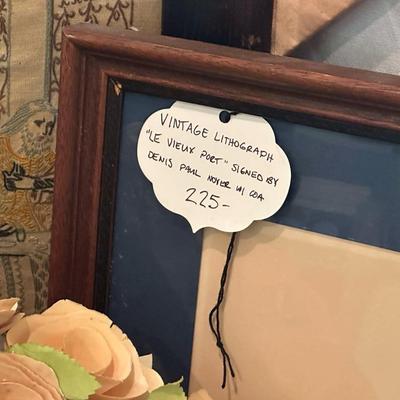 VINTAGE LITHOGRAPH
"LE VIEUX PORT" SIGNED BY
DENIS PAUL NOYER W/ COA
225-